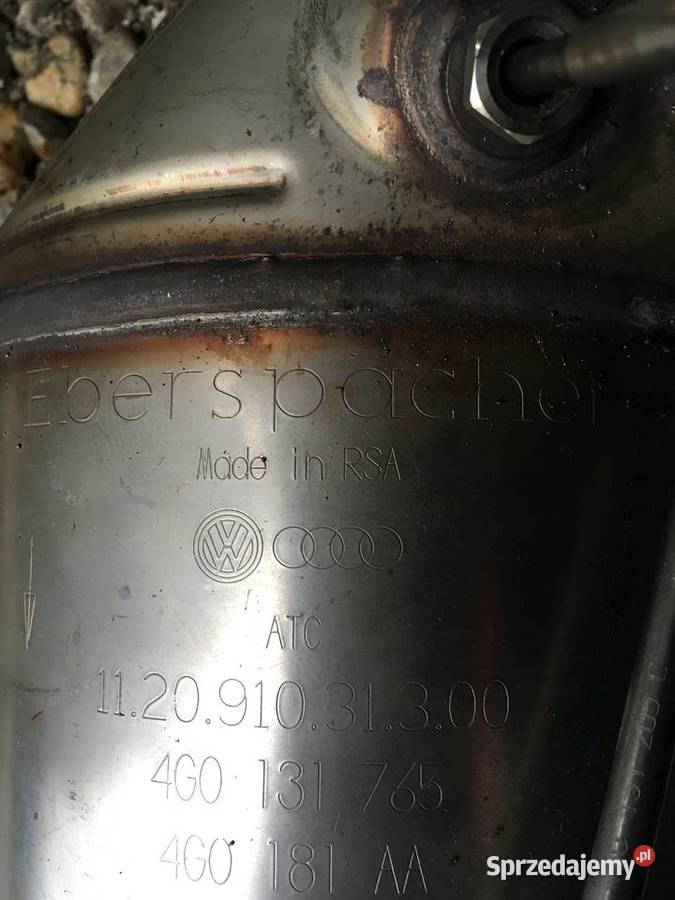 Eberspächer
Made in RSA
ATC
11.20.910.31.3.00
4G0 131 765
4G0 181 AA
Sprzedajemy.pl